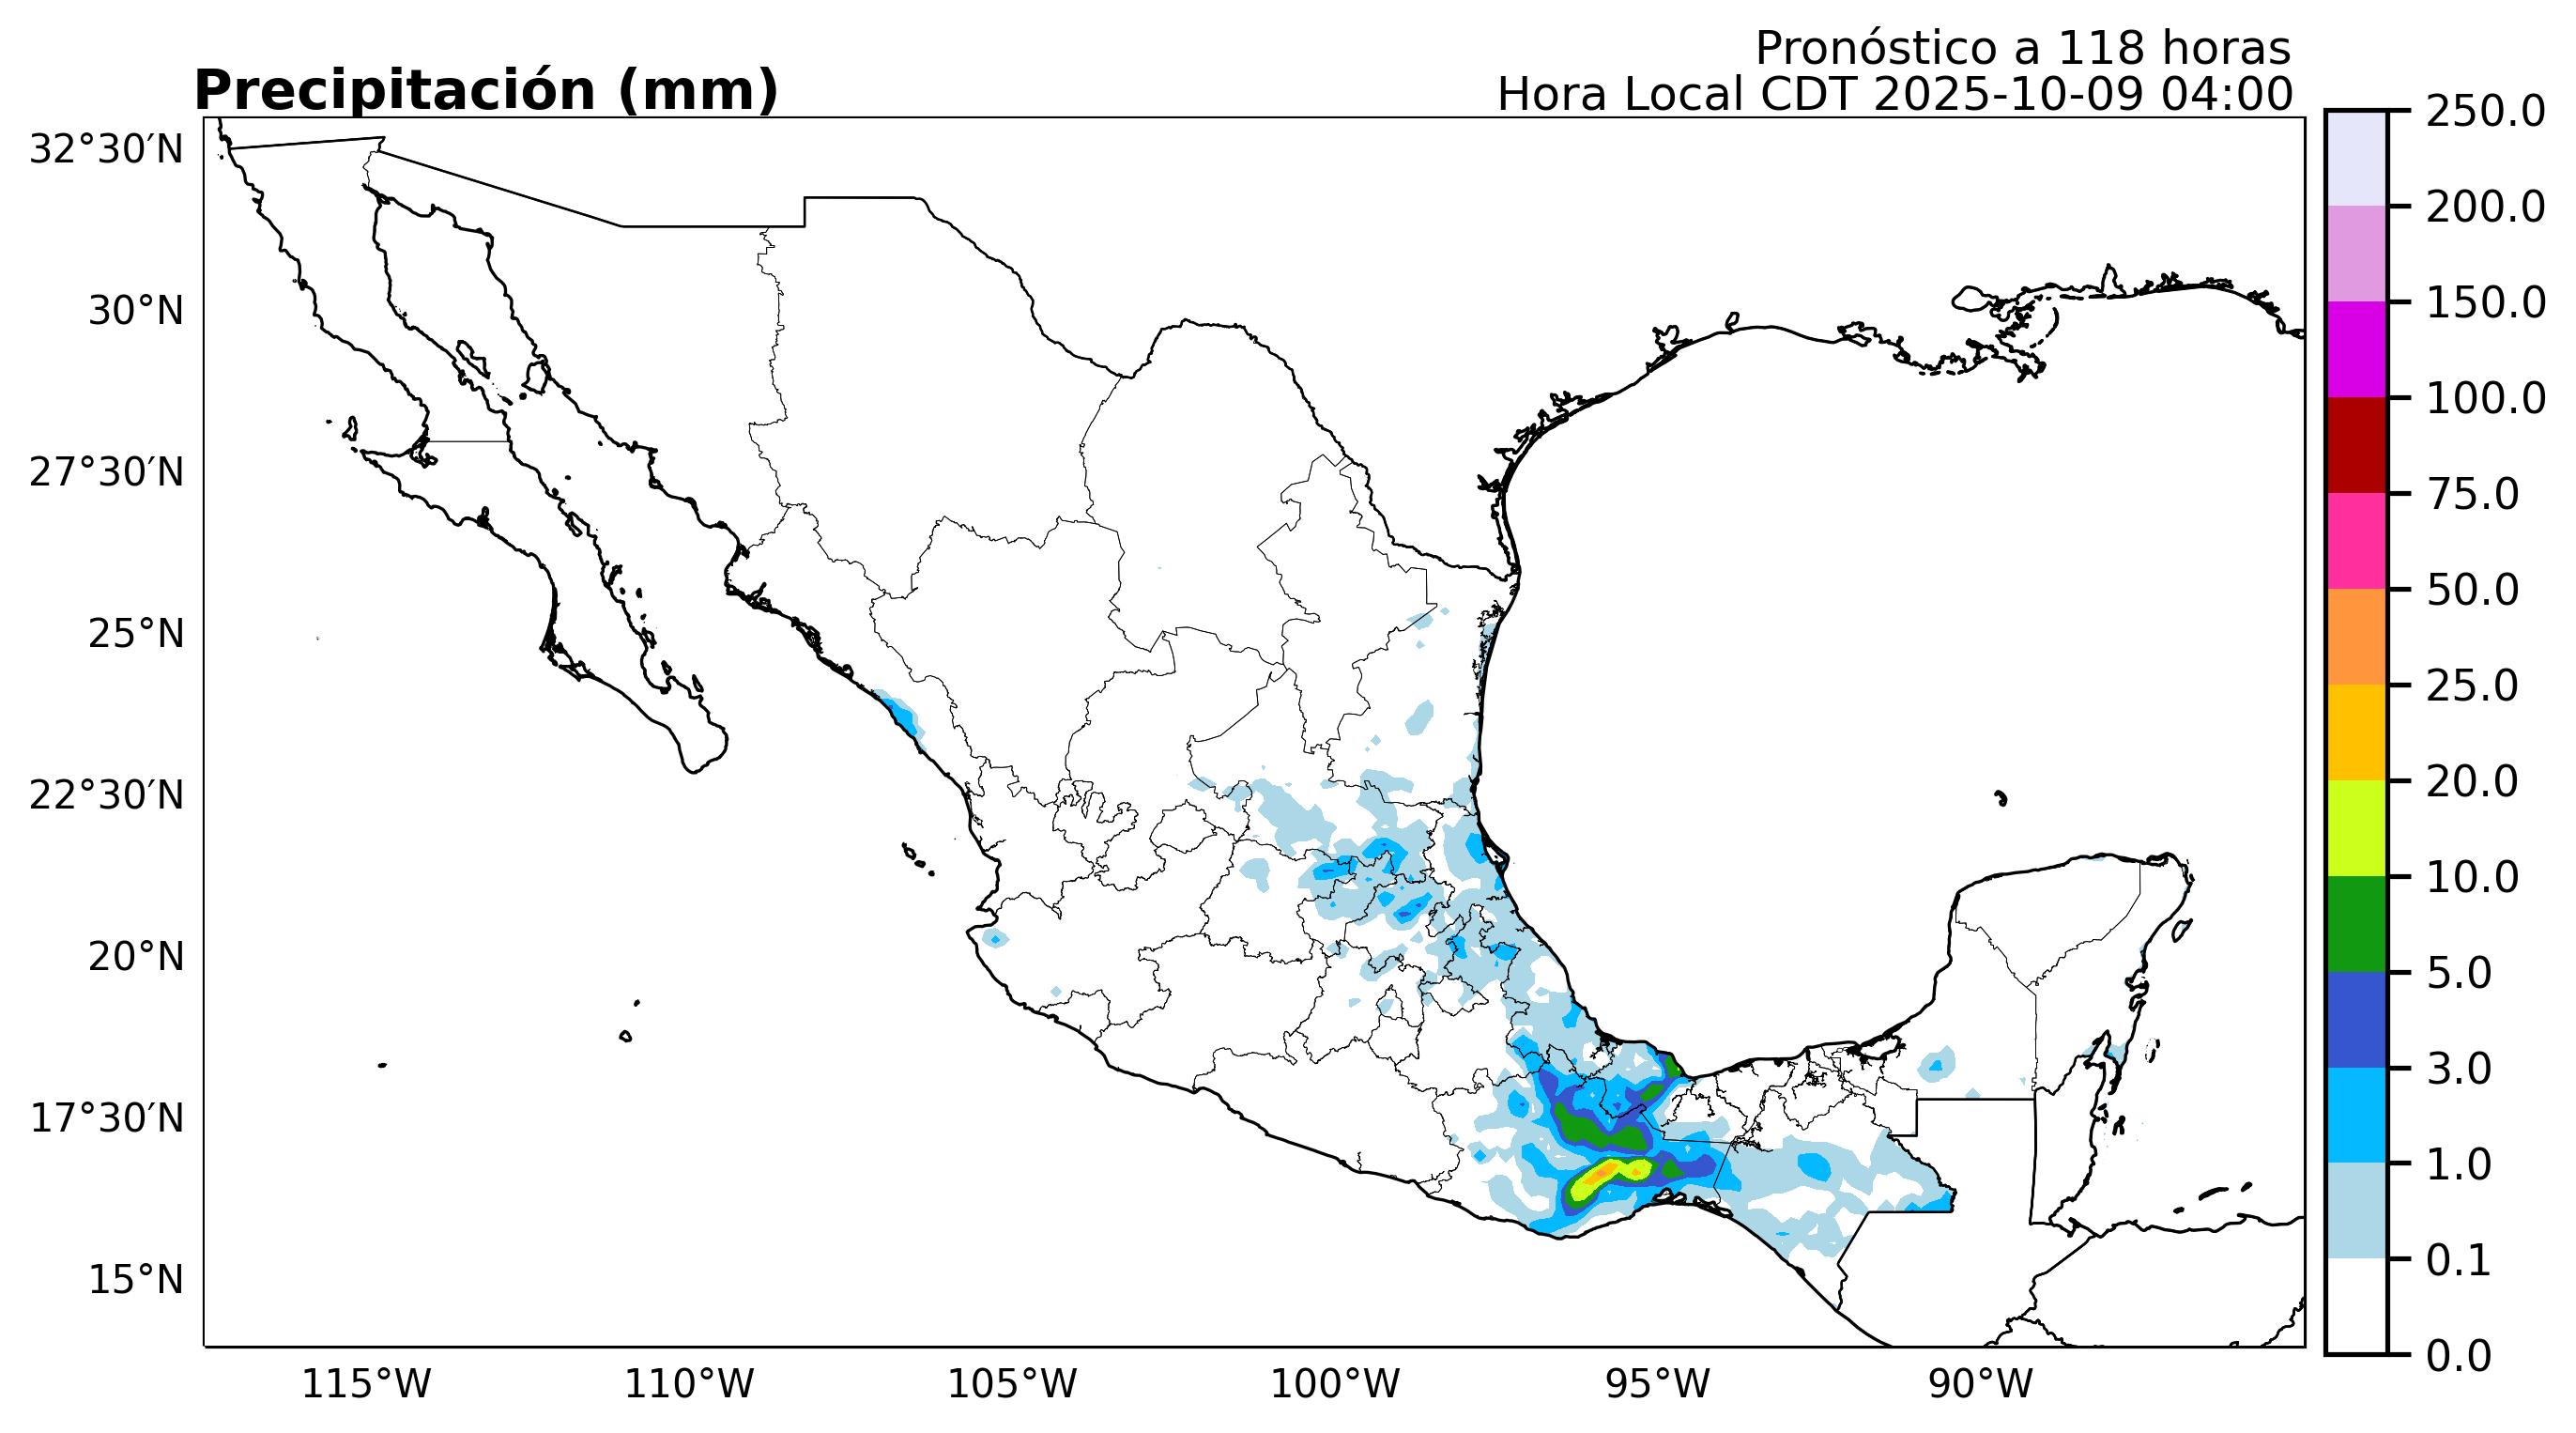 Pronóstico a 118 horas
Precipitación (mm)
Hora Local CDT 2025-10-09 04:00
32°30′N
30°N
27°30′N
25°N
22°30′N
20°N
17°30′N
15°N
115°W
110°W
105°W
100°W
95°W
90°W
250.0
200.0
150.0
100.0
75.0
50.0
25.0
20.0
10.0
5.0
3.0
1.0
0.1
0.0